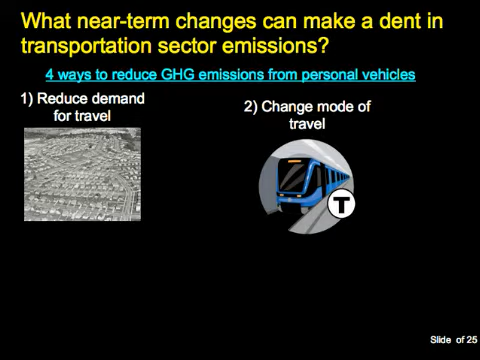 What near-term changes can make a dent in
transportation sector emissions?
4 ways to reduce GHG emissions from personal vehicles
1) Reduce demand
for travel
2) Change mode of
travel
T
Slide of 25